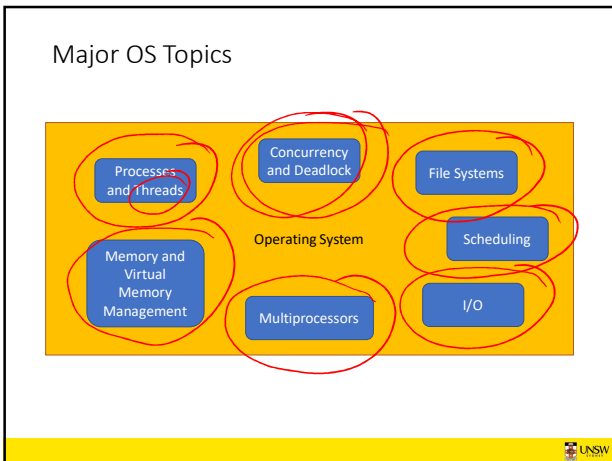 Major OS Topics
Processes
and Threads
Concurrency
and Deadlock
File Systems
Operating System
Scheduling
Memory and
Virtual
Memory
Management
Multiprocessors
I/O
UNSW
SYDNEY